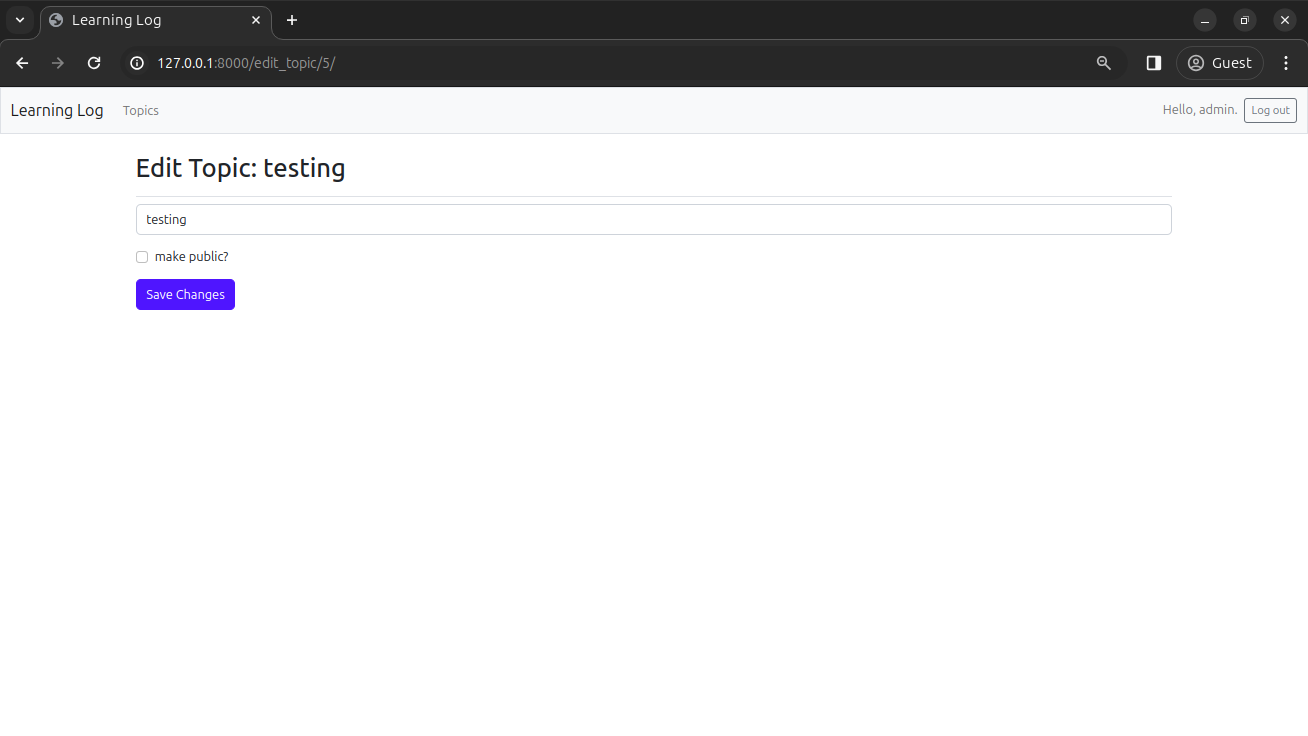 Learning Log
127.0.0.1:8000/edit_topic/5/
Guest
Learning Log Topics Hello, admin. Log out
Edit Topic: testing
testing
make public?
Save Changes